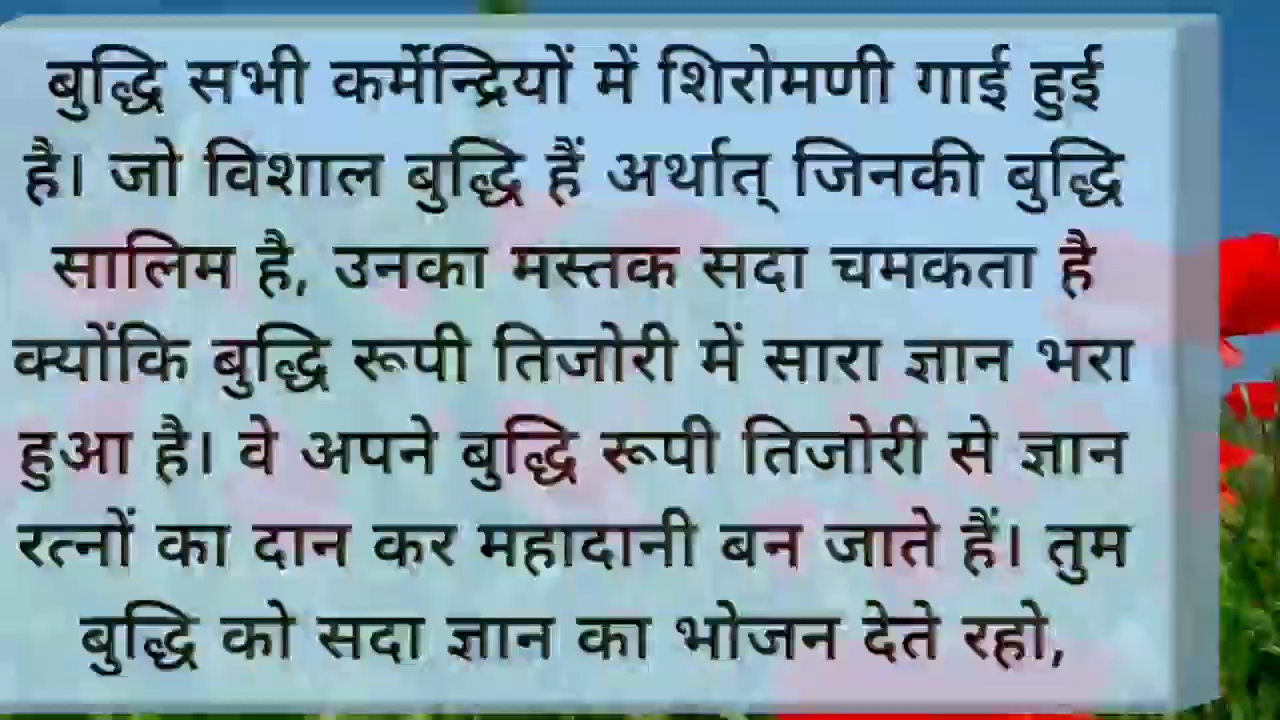 बुद्धि सभी कर्मेन्द्रियों में शिरोमणी गाई हुई
है। जो विशाल बुद्धि हैं अर्थात् जिनकी बुद्धि
सालिम है, उनका मस्तक सदा चमकता है
क्योंकि बुद्धि रूपी तिजोरी में सारा ज्ञान भरा
हुआ है। वे अपने बुद्धि रूपी तिजोरी से ज्ञान
रत्नों का दान कर महादानी बन जाते हैं। तुम
बुद्धि को सदा ज्ञान का भोजन देते रहो,